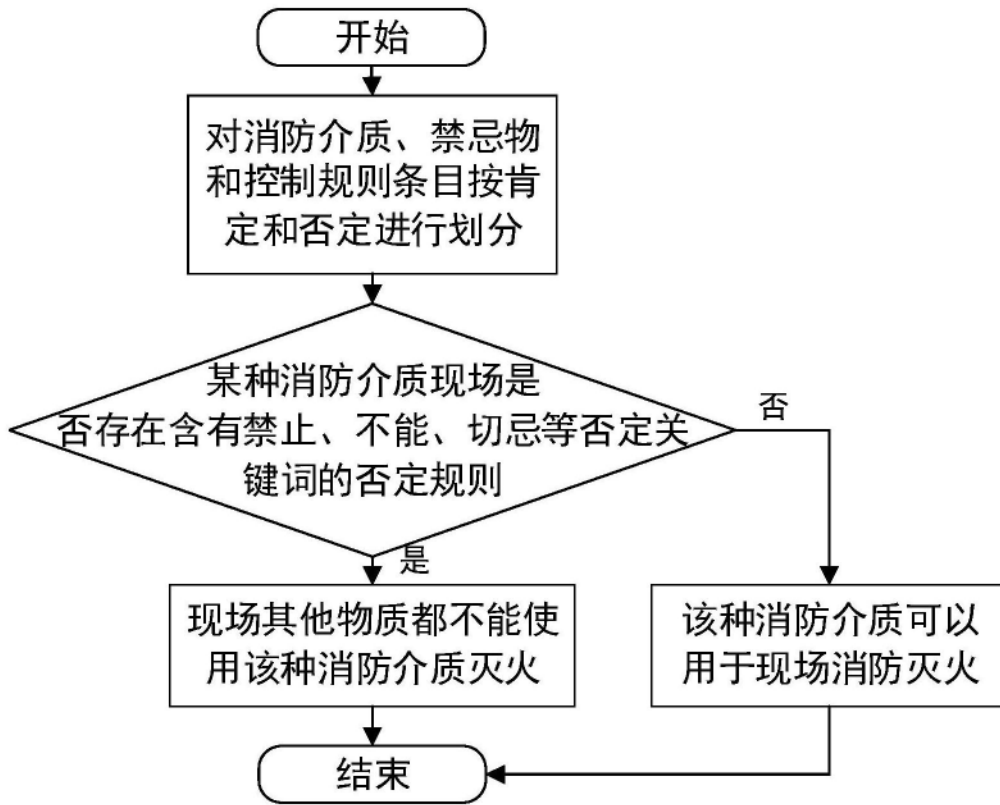 开始
对消防介质、禁忌物
和控制规则条目按肯
定和否定进行划分
某种消防介质现场是
否存在含有禁止、不能、切忌等否定关
键词的否定规则
否
是
现场其他物质都不能使
用该种消防介质灭火
该种消防介质可以
用于现场消防灭火
结束